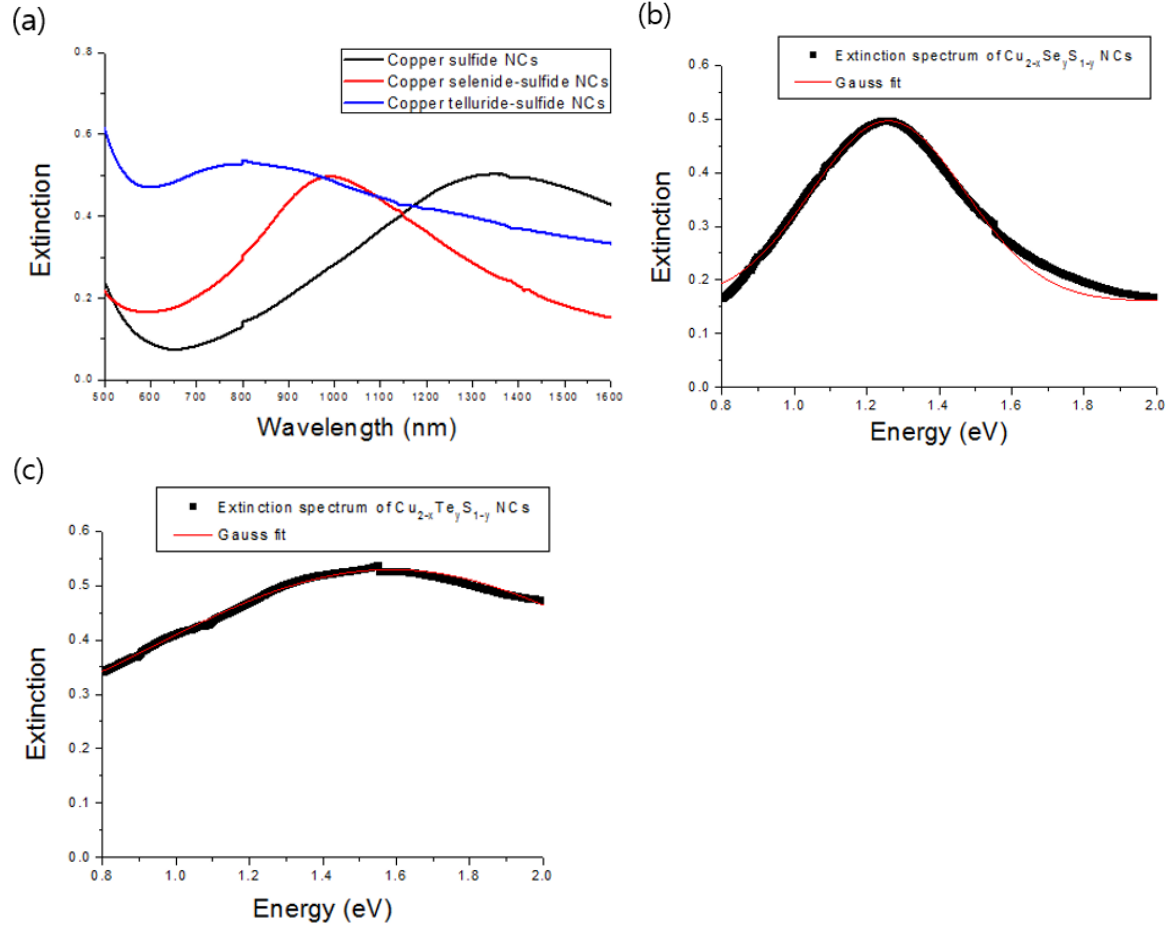 (a)
0.8
0.6
0.4
0.2
0.0
Extinction
Copper sulfide NCs
Copper selenide-sulfide NCs
Copper telluride-sulfide NCs
500 600 700 800 900 1000 1100 1200 1300 1400 1500 1600
Wavelength (nm)
(b)
Extinction spectrum of Cu2-xSeyS1-y NCs
Gauss fit
0.6
0.5
0.4
0.3
0.2
0.1
0.0
Extinction
0.8 1.0 1.2 1.4 1.6 1.8 2.0
Energy (eV)
(c)
Extinction spectrum of Cu2-xTeyS1-y NCs
Gauss fit
0.6
0.5
0.4
0.3
0.2
0.1
0.0
Extinction
0.8 1.0 1.2 1.4 1.6 1.8 2.0
Energy (eV)